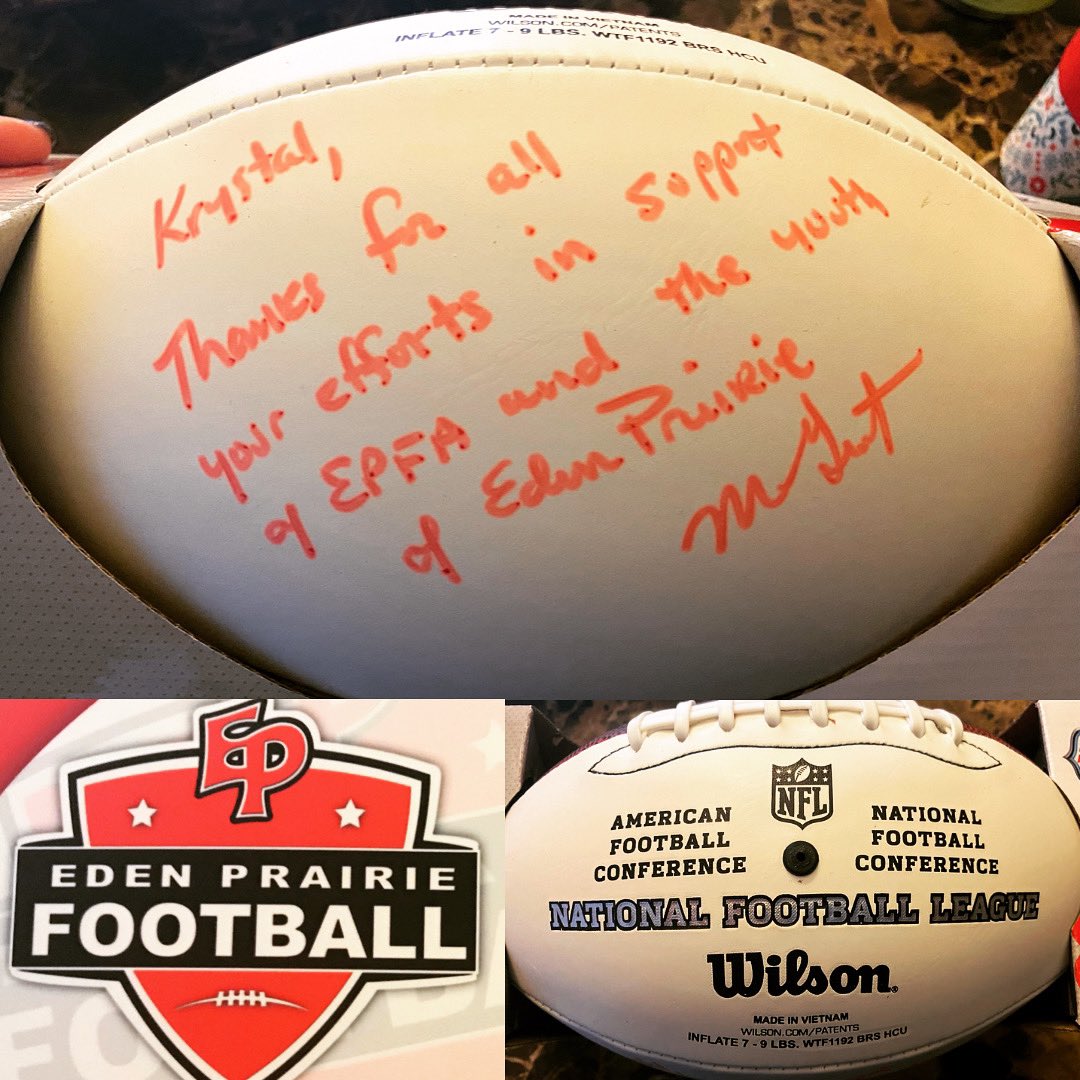 MADE IN VIETNAM
WILSON.COM/PATENTS
INFLATE 7 - 9 LBS. WTF1192 BRS HCU
Krystal,
Thanks for all
your efforts in support
of EPFA and the youth
of Eden Prairie
EP
EDEN PRAIRIE
FOOTBALL
NFL
AMERICAN
FOOTBALL
CONFERENCE
NATIONAL
FOOTBALL
CONFERENCE
NATIONAL FOOTBALL LEAGUE
Wilson
MADE IN VIETNAM
WILSON.COM/PATENTS
INFLATE 7 - 9 LBS. WTF1192 BRS HCU